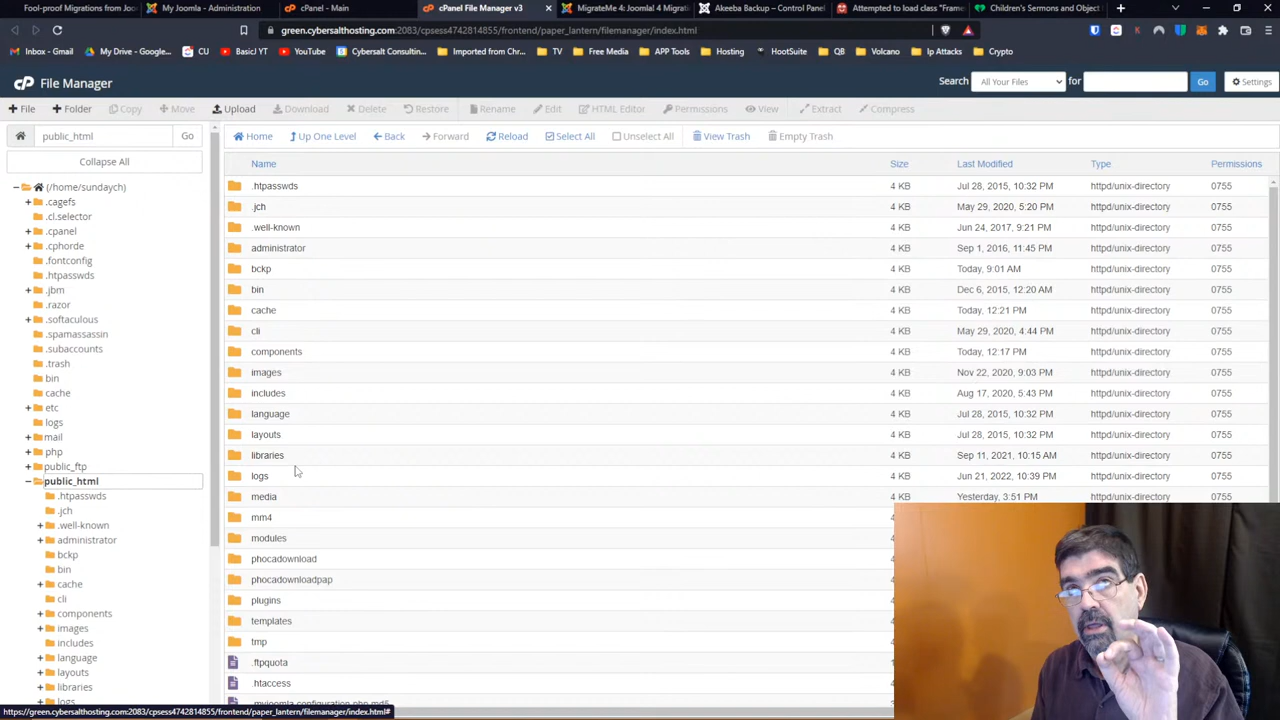 Fool-proof Migrations from Joo
My Joomla - Administration
cPanel - Main
cPanel File Manager v3
MigrateMe 4: Joomla! 4 Migrati
Akeeba Backup – Control Panel
Attempted to load class "Frame
Children's Sermons and Object
green.cybersalthosting.com:2083/cpsess4742814855/frontend/paper_lantern/filemanager/index.html
Inbox - Gmail
My Drive - Google...
CU
BasicJ YT
YouTube
Cybersalt Consultin...
Imported from Chr...
TV
Free Media
APP Tools
Hosting
HootSuite
QB
Volcano
Ip Attacks
Crypto
cP File Manager
Search
All Your Files
for
Go
Settings
File
Folder
Copy
Move
Upload
Download
Delete
Restore
Rename
Edit
HTML Editor
Permissions
View
Extract
Compress
public_html
Go
Home
Up One Level
Back
Forward
Reload
Select All
Unselect All
View Trash
Empty Trash
Collapse All
(/home/sundaych)
.cagefs
.cl.selector
.cpanel
.cphorde
.fontconfig
.htpasswds
.jbm
.razor
.softaculous
.spamassassin
.subaccounts
.trash
bin
cache
etc
logs
mail
php
public_ftp
public_html
.htpasswds
.jch
.well-known
administrator
bckp
bin
cache
cli
components
images
includes
language
layouts
libraries
logs
Name Size Last Modified Type Permissions
.htpasswds 4 KB Jul 28, 2015, 10:32 PM httpd/unix-directory 0755
.jch 4 KB May 29, 2020, 5:20 PM httpd/unix-directory 0755
.well-known 4 KB Jun 24, 2017, 9:21 PM httpd/unix-directory 0755
administrator 4 KB Sep 1, 2016, 11:45 PM httpd/unix-directory 0755
bckp 4 KB Today, 9:01 AM httpd/unix-directory 0755
bin 4 KB Dec 6, 2015, 12:20 AM httpd/unix-directory 0755
cache 4 KB Today, 12:21 PM httpd/unix-directory 0755
cli 4 KB May 29, 2020, 4:44 PM httpd/unix-directory 0755
components 4 KB Today, 12:17 PM httpd/unix-directory 0755
images 4 KB Nov 22, 2020, 9:03 PM httpd/unix-directory 0755
includes 4 KB Aug 17, 2020, 5:43 PM httpd/unix-directory 0755
language 4 KB Jul 28, 2015, 10:32 PM httpd/unix-directory 0755
layouts 4 KB Jul 28, 2015, 10:32 PM httpd/unix-directory 0755
libraries 4 KB Sep 11, 2021, 10:15 AM httpd/unix-directory 0755
logs 4 KB Jun 21, 2022, 10:39 PM httpd/unix-directory 0755
media 4 KB Yesterday, 3:51 PM httpd/unix-directory 0755
mm4
modules
phocadownload
phocadownloadpap
plugins
templates
tmp
.ftpquota
.htaccess
.myjoomla.configuration.php.md5
https://green.cybersalthosting.com:2083/cpsess4742814855/frontend/paper_lantern/filemanager/index.html#